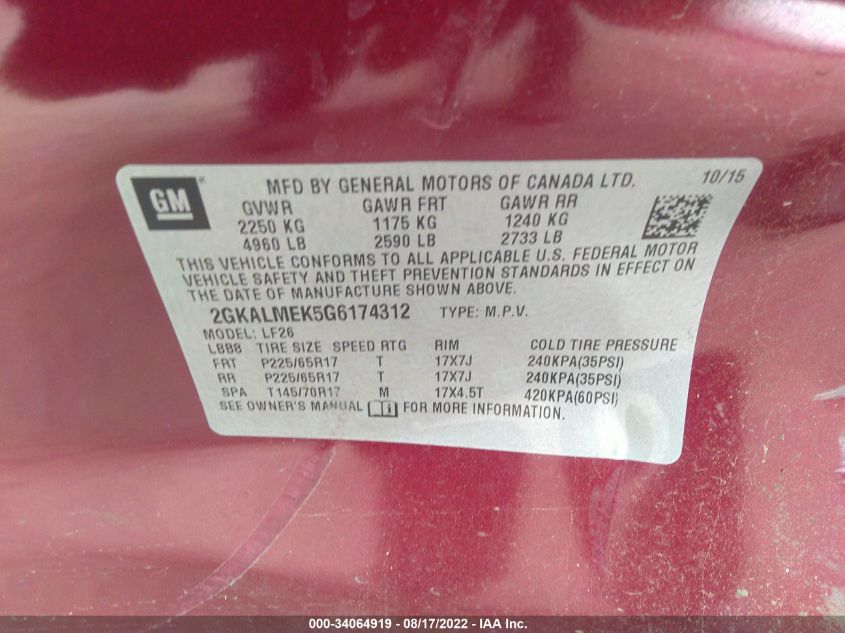 GM
MFD BY GENERAL MOTORS OF CANADA LTD. 10/15
GVWR GAWR FRT GAWR RR
2250 KG 1175 KG 1240 KG
4960 LB 2590 LB 2733 LB
THIS VEHICLE CONFORMS TO ALL APPLICABLE U.S. FEDERAL MOTOR
VEHICLE SAFETY AND THEFT PREVENTION STANDARDS IN EFFECT ON
THE DATE OF MANUFACTURE SHOWN ABOVE.
2GKALMEK5G6174312 TYPE: M.P.V.
MODEL: LF26
LBB8 TIRE SIZE SPEED RTG RIM COLD TIRE PRESSURE
FRT P225/65R17 T 17X7J 240KPA(35PSI)
RR P225/65R17 T 17X7J 240KPA(35PSI)
SPA T145/70R17 M 17X4.5T 420KPA(60PSI)
SEE OWNER'S MANUAL FOR MORE INFORMATION.
000-34064919 - 08/17/2022 - IAA Inc.